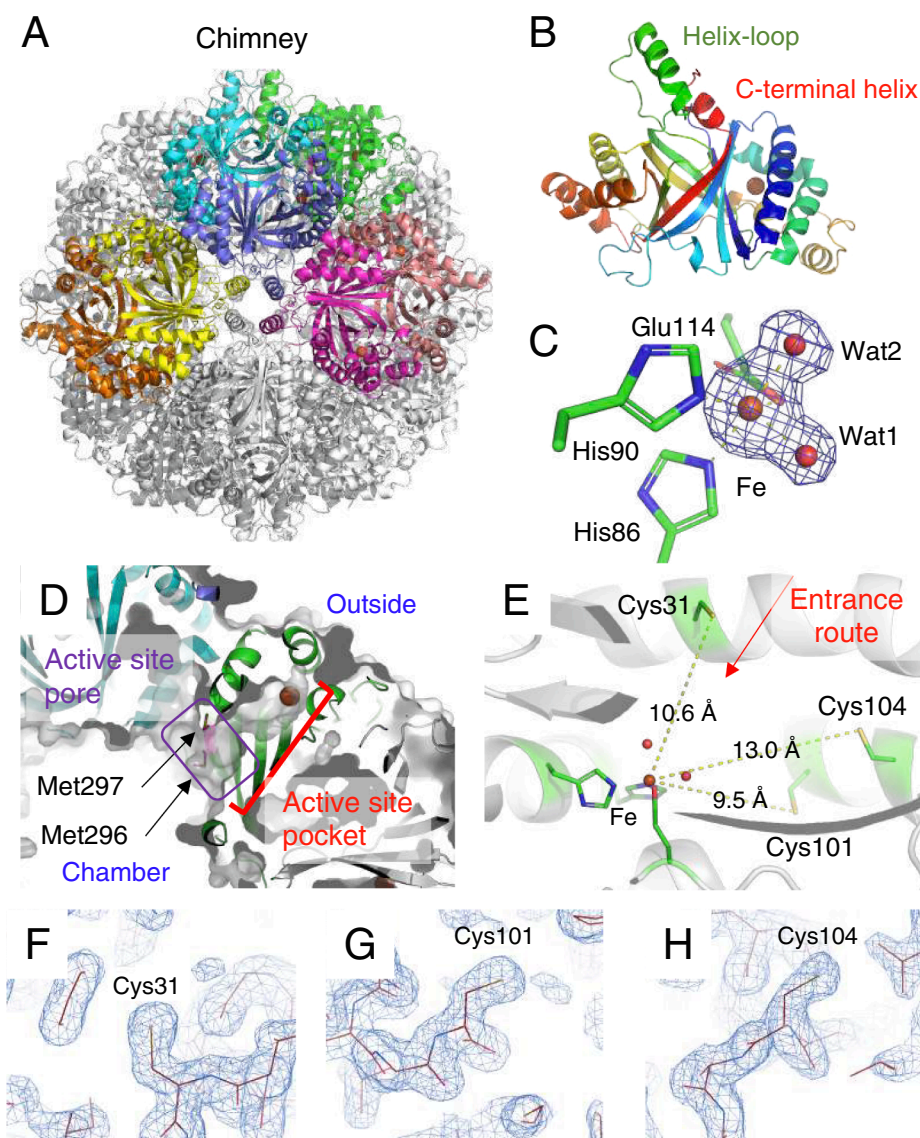 A
Chimney
B
Helix-loop
C-terminal helix
C
Glu114
Wat2
His90
Wat1
Fe
His86
D
Outside
Active site
pore
Met297
Met296
Active site
pocket
Chamber
E
Cys31
Entrance
route
Cys104
10.6 Å
13.0 Å
9.5 Å
Fe
Cys101
F
Cys31
G
Cys101
H
Cys104